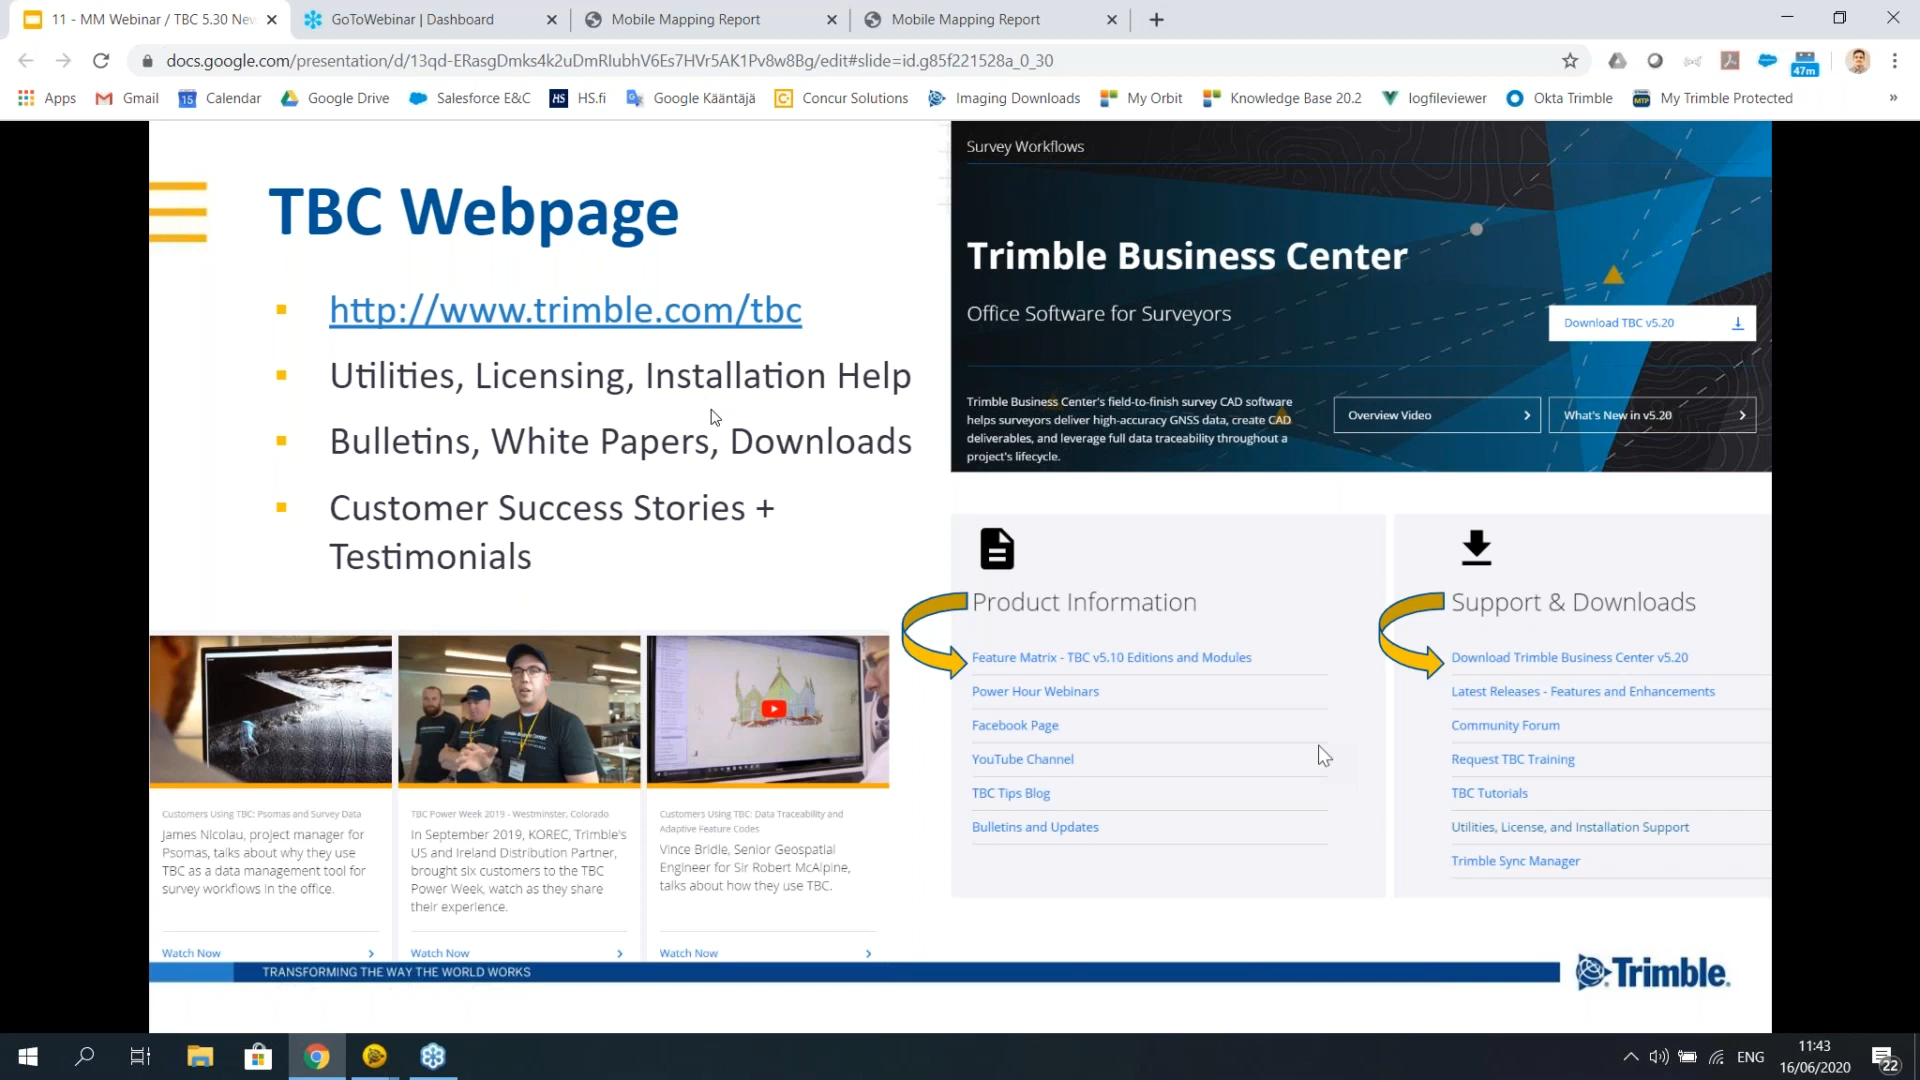 11 - MM Webinar / TBC 5.30 New
GoToWebinar | Dashboard
Mobile Mapping Report
Mobile Mapping Report
docs.google.com/presentation/d/13qd-ERasgDmks4k2uDmRlubhV6Es7HVr5AK1Pv8w8Bg/edit#slide=id.g85f221528a_0_30
47m
Apps
Gmail
15
Calendar
Google Drive
Salesforce E&C
HS
HS.fi
Google Kääntäjä
Concur Solutions
Imaging Downloads
My Orbit
Knowledge Base 20.2
logfileviewer
Okta Trimble
MTP
My Trimble Protected
»
TBC Webpage
http://www.trimble.com/tbc
Utilities, Licensing, Installation Help
Bulletins, White Papers, Downloads
Customer Success Stories +
Testimonials
Survey Workflows
Trimble Business Center
Office Software for Surveyors
Download TBC v5.20
Trimble Business Center's field-to-finish survey CAD software
helps surveyors deliver high-accuracy GNSS data, create CAD
deliverables, and leverage full data traceability throughout a
project's lifecycle.
Overview Video
What's New in v5.20
Product Information
Feature Matrix - TBC v5.10 Editions and Modules
Power Hour Webinars
Facebook Page
YouTube Channel
TBC Tips Blog
Bulletins and Updates
Support & Downloads
Download Trimble Business Center v5.20
Latest Releases - Features and Enhancements
Community Forum
Request TBC Training
TBC Tutorials
Utilities, License, and Installation Support
Trimble Sync Manager
Customers Using TBC: Psomas and Survey Data
James Nicolau, project manager for
Psomas, talks about why they use
TBC as a data management tool for
survey workflows in the office.
Watch Now
TBC Power Week 2019 - Westminster, Colorado
In September 2019, KOREC, Trimble's
US and Ireland Distribution Partner,
brought six customers to the TBC
Power Week, watch as they share
their experience.
Watch Now
Customers Using TBC: Data Traceability and
Adaptive Feature Codes
Vince Bridle, Senior Geospatial
Engineer for Sir Robert McAlpine,
talks about how they use TBC.
Watch Now
TRANSFORMING THE WAY THE WORLD WORKS
Trimble
ENG
11:43
16/06/2020
22